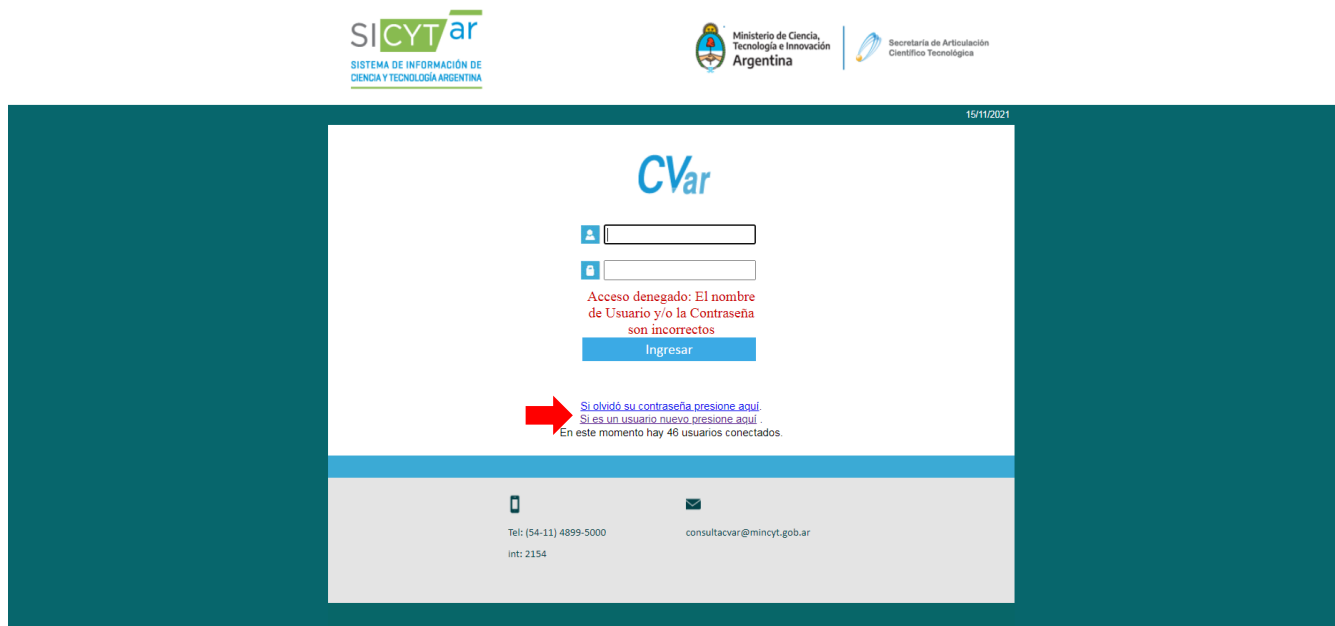 SICYTar
SISTEMA DE INFORMACIÓN DE
CIENCIA Y TECNOLOGÍA ARGENTINA
Ministerio de Ciencia,
Tecnología e Innovación
Argentina
Secretaría de Articulación
Científico Tecnológica
15/11/2021
CVar
Acceso denegado: El nombre
de Usuario y/o la Contraseña
son incorrectos
Ingresar
Si olvidó su contraseña presione aquí.
Si es un usuario nuevo presione aquí .
En este momento hay 46 usuarios conectados.
Tel: (54-11) 4899-5000
int: 2154
consultacvar@mincyt.gob.ar